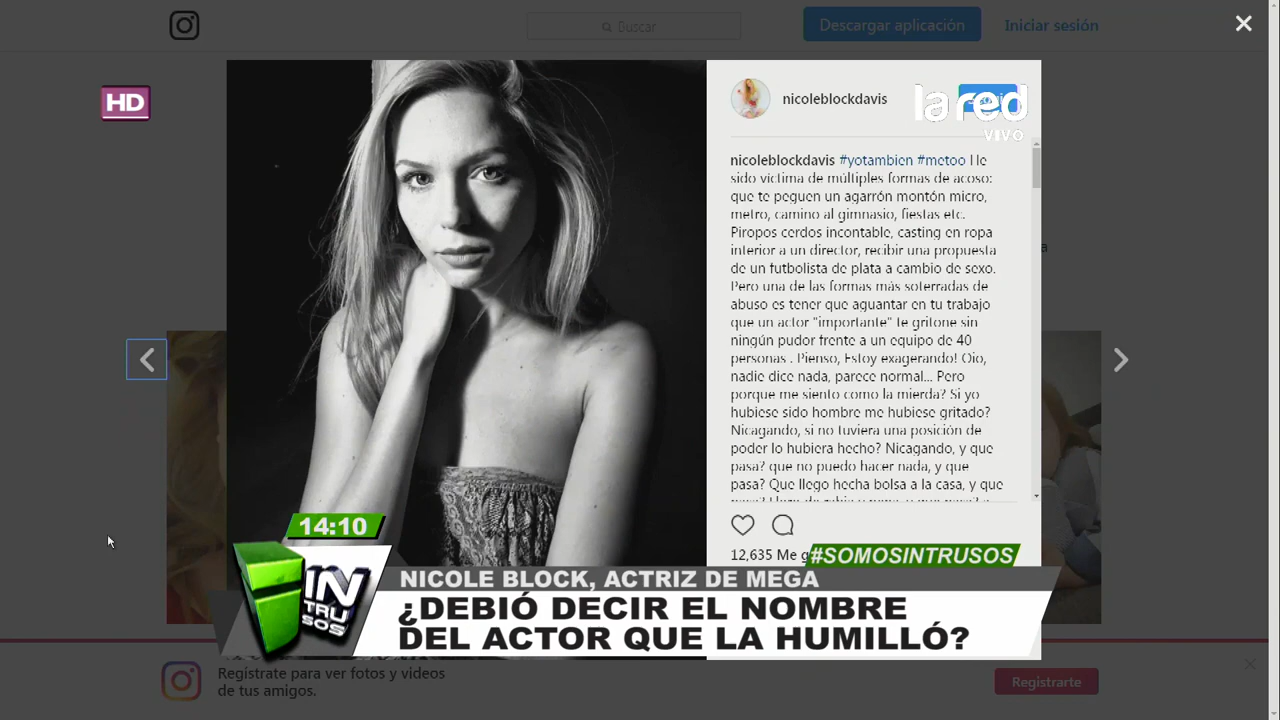 Buscar
Descargar aplicación
Iniciar sesión
HD
nicoleblockdavis
la red
VIVO
nicoleblockdavis #yotambien #metoo He
sido victima de múltiples formas de acoso:
que te peguen un agarrón montón micro,
metro, camino al gimnasio, fiestas etc.
Piropos cerdos incontable, casting en ropa
interior a un director, recibir una propuesta
de un futbolista de plata a cambio de sexo.
Pero una de las formas más soterradas de
abuso es tener que aguantar en tu trabajo
que un actor "importante" te gritone sin
ningún pudor frente a un equipo de 40
personas . Pienso, Estoy exagerando! Ojo,
nadie dice nada, parece normal... Pero
porque me siento como la mierda? Si yo
hubiese sido hombre me hubiese gritado?
Nicagando, si no tuviera una posición de
poder lo hubiera hecho? Nicagando, y que
pasa? que no puedo hacer nada, y que
pasa? Que llego hecha bolsa a la casa, y que
12,635 Me g
14:10
#SOMOSINTRUSOS
INTRUSOS
NICOLE BLOCK, ACTRIZ DE MEGA
¿DEBIÓ DECIR EL NOMBRE
DEL ACTOR QUE LA HUMILLÓ?
Regístrate para ver fotos y videos
de tus amigos.
Registrarte